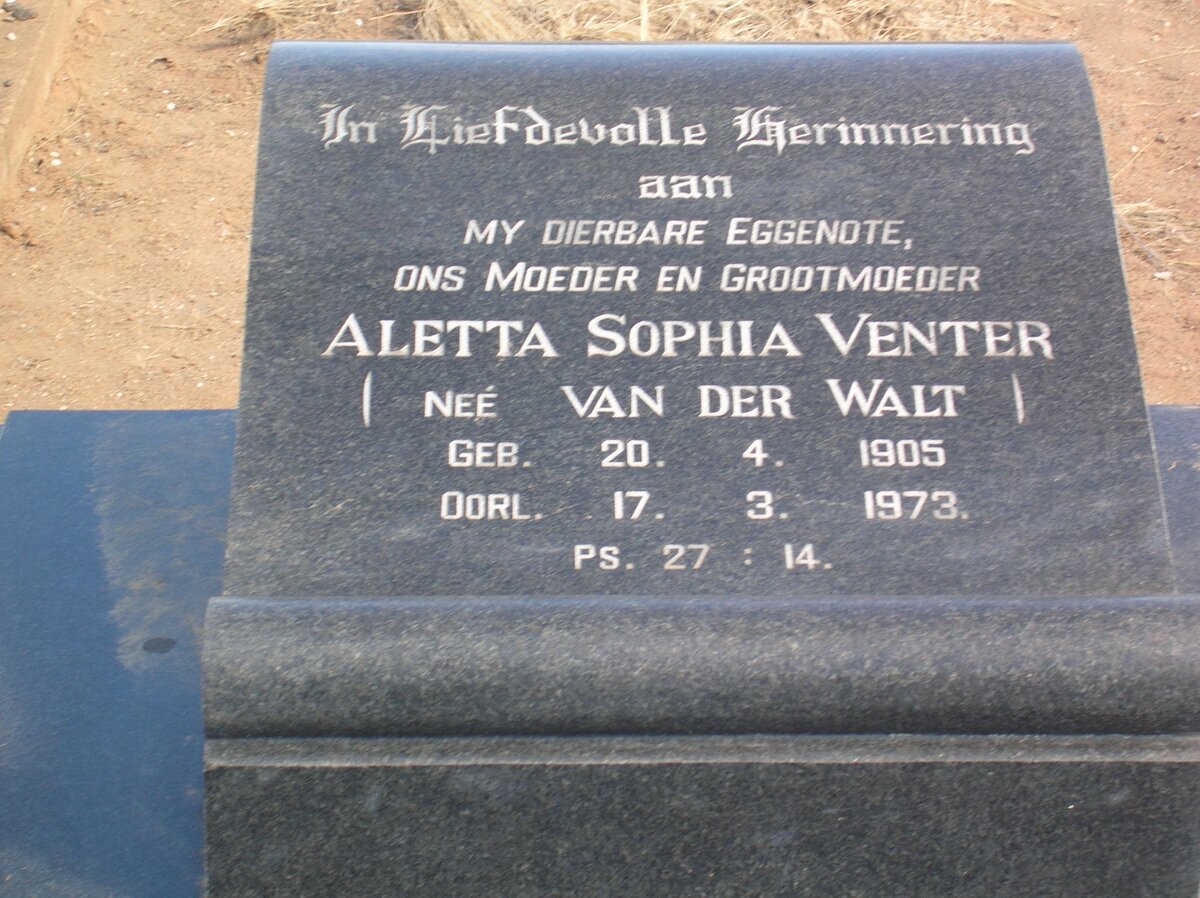 In Liefdevolle Herinnering
aan
MY DIERBARE EGGENOTE,
ONS MOEDER EN GROOTMOEDER
ALETTA SOPHIA VENTER
( NEÉ VAN DER WALT )
GEB. 20. 4. 1905
OORL. 17. 3. 1973.
PS. 27 : 14.